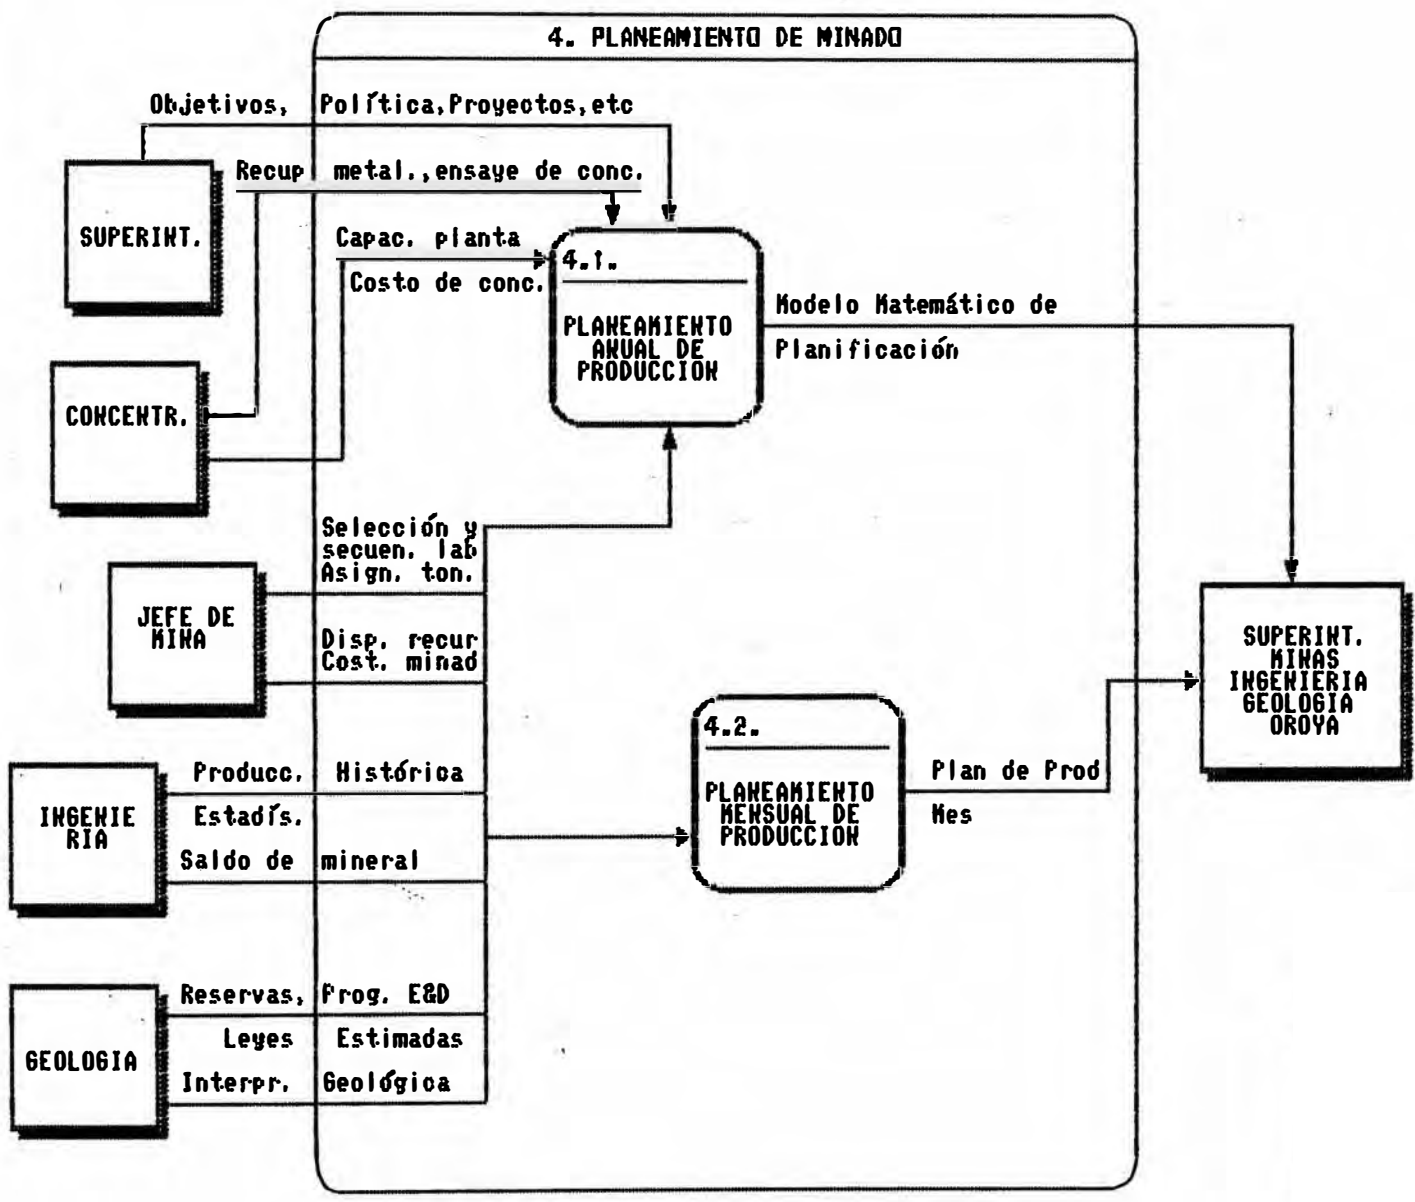 4. PLANEAMIENTO DE MINADO
Objetivos, Política,Proyectos,etc
Recup metal.,ensaye de conc.
SUPERINT.
Capac. planta
Costo de conc.
4.1.
PLANEAMIENTO
ANUAL DE
PRODUCCION
Modelo Matemático de
Planificación
CONCENTR.
Selección y
secuen. lab
Asign. ton.
JEFE DE
MINA
Disp. recur
Cost. minad
SUPERINT.
MINAS
INGENIERIA
GEOLOGIA
OROYA
4.2.
PLANEAMIENTO
MENSUAL DE
PRODUCCION
Plan de Prod
Mes
Producc. Histórica
INGENIE
RIA
Estadís.
Saldo de mineral
Reservas, Prog. E&D
Leyes Estimadas
GEOLOGIA
Interpr. Geológica